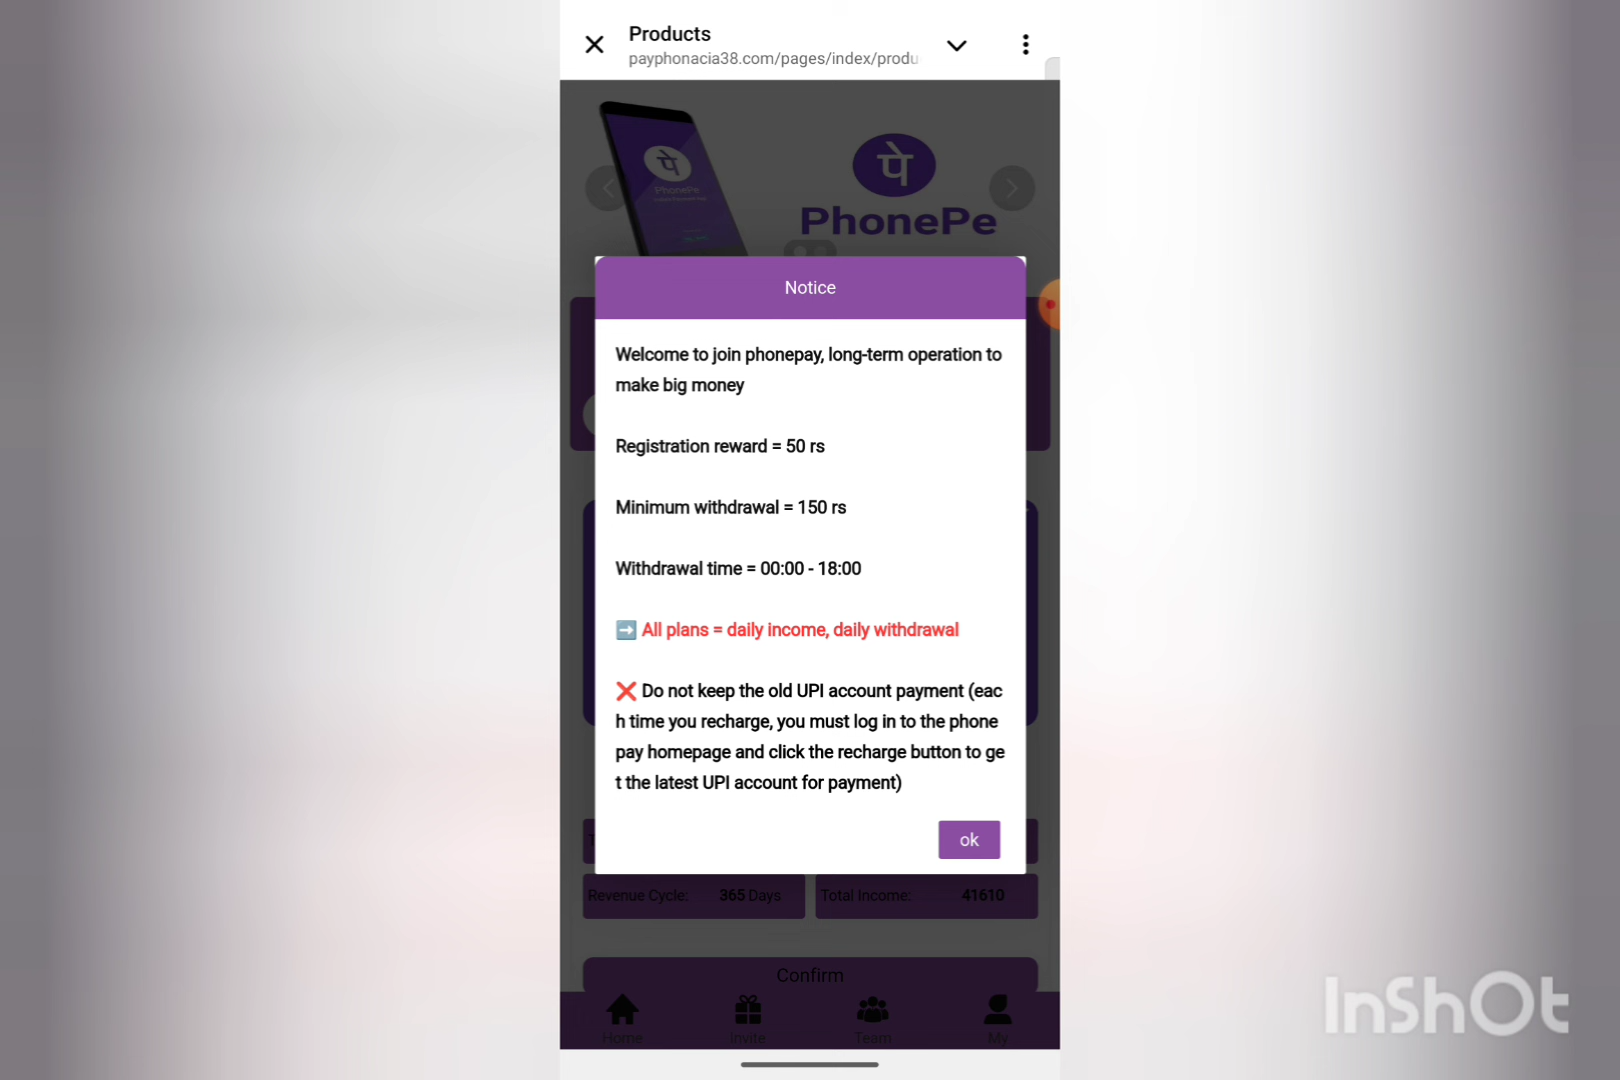 Products
payphonacia38.com/pages/index/produ
पे
PhonePe
पे
PhonePe
Notice
Welcome to join phonepay, long-term operation to
make big money
Registration reward = 50 rs
Minimum withdrawal = 150 rs
Withdrawal time = 00:00 - 18:00
➡️ All plans = daily income, daily withdrawal
❌ Do not keep the old UPI account payment (eac
h time you recharge, you must log in to the phone
pay homepage and click the recharge button to ge
t the latest UPI account for payment)
ok
Revenue Cycle: 365 Days Total Income: 41610
Confirm
Home Invite Team My
InShOt